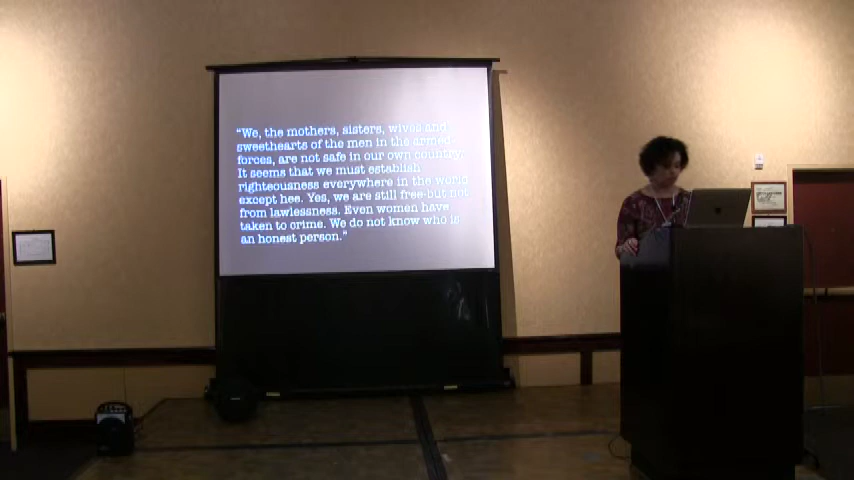 “We, the mothers, sisters, wives and
sweethearts of the men in the armed
forces, are not safe in our own country.
It seems that we must establish
righteousness everywhere in the world
except hee. Yes, we are still free-but not
from lawlessness. Even women have
taken to crime. We do not know who is
an honest person.”